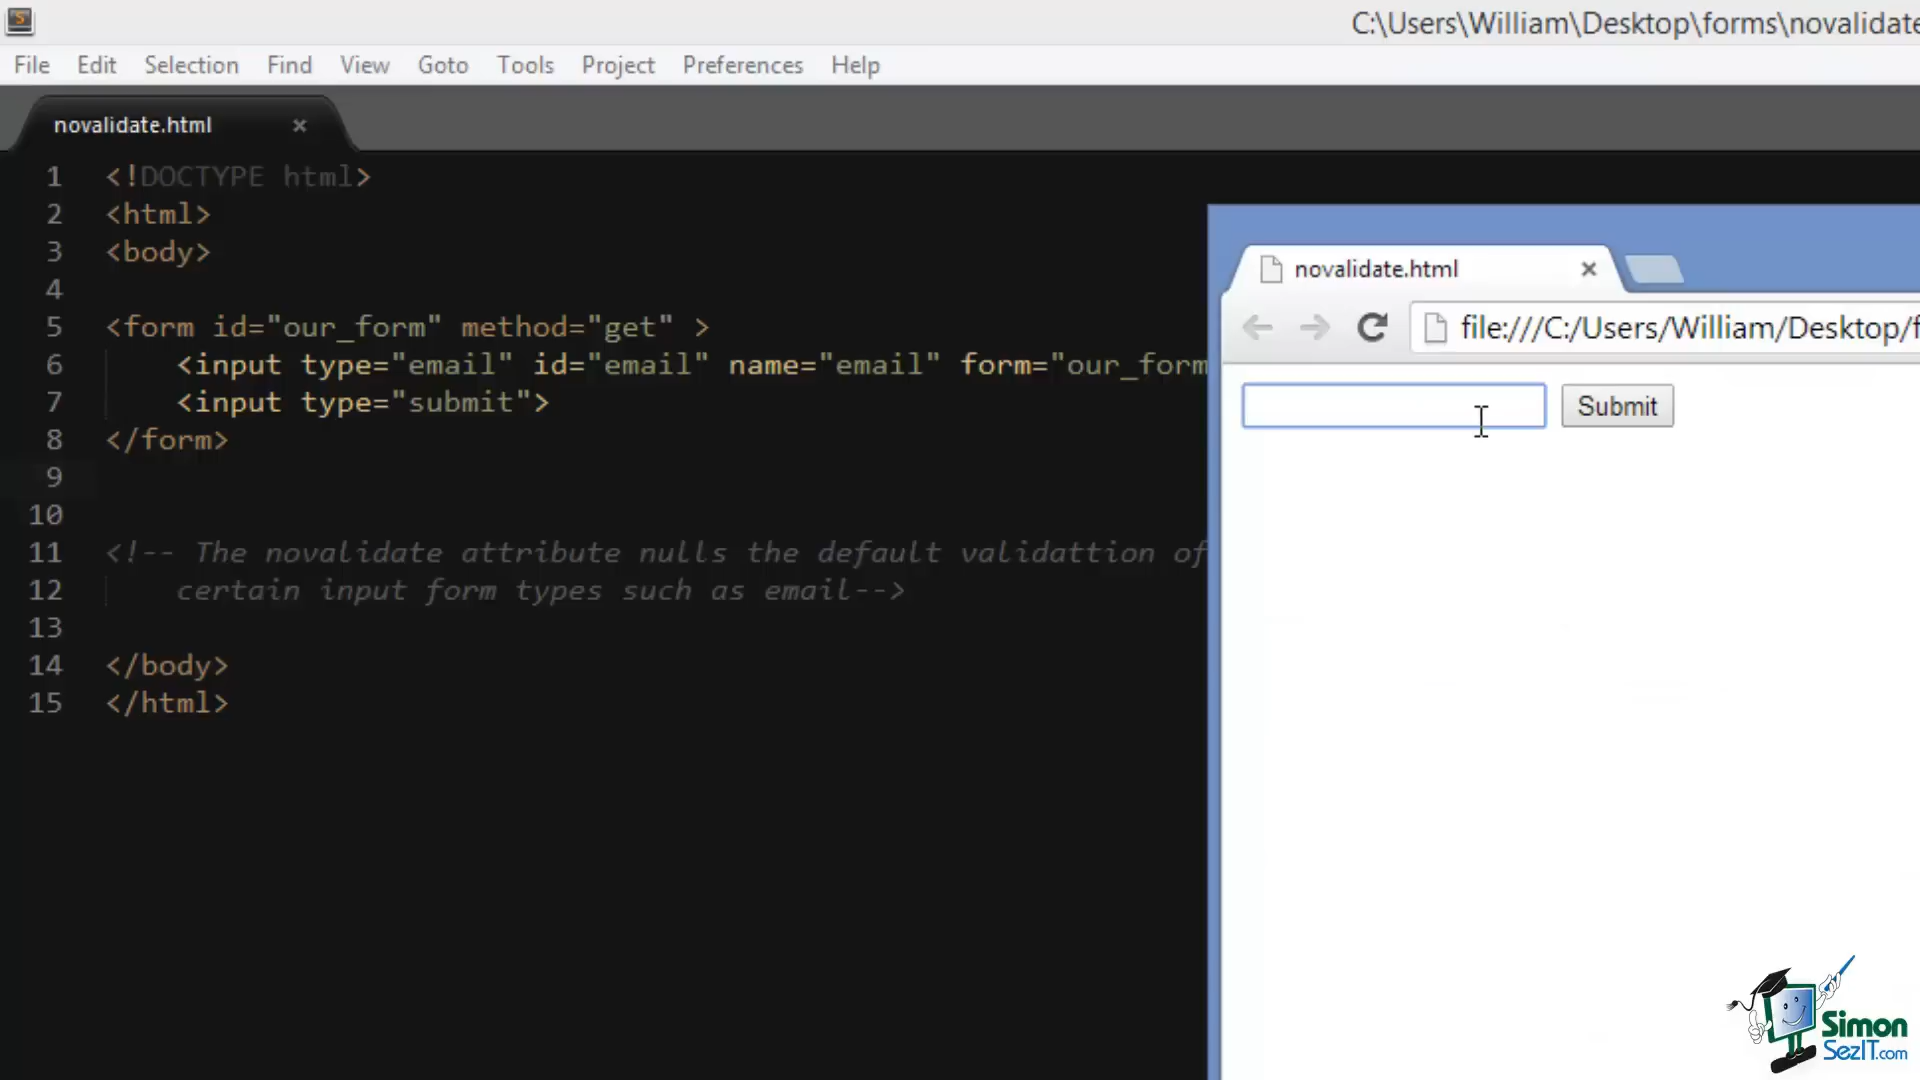 C:\Users\William\Desktop\forms\novalidate
File Edit Selection Find View Goto Tools Project Preferences Help
novalidate.html ×
1 <!DOCTYPE html>
2 <html>
3 <body>
4
5 <form id="our_form" method="get" >
6 <input type="email" id="email" name="email" form="our_form
7 <input type="submit">
8 </form>
9
10
11 <!-- The novalidate attribute nulls the default validattion of
12 certain input form types such as email-->
13
14 </body>
15 </html>
novalidate.html ×
file:///C:/Users/William/Desktop/f
Submit
Simon
SezIT.com